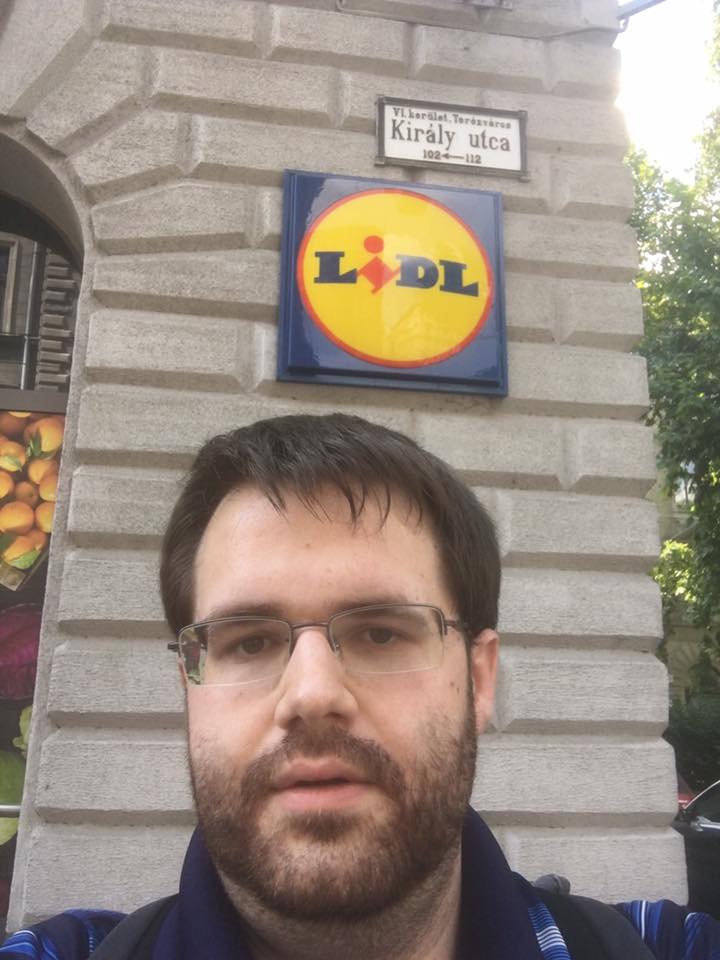 VI. kerület, Terézváros
Király utca
102←112
LiDL